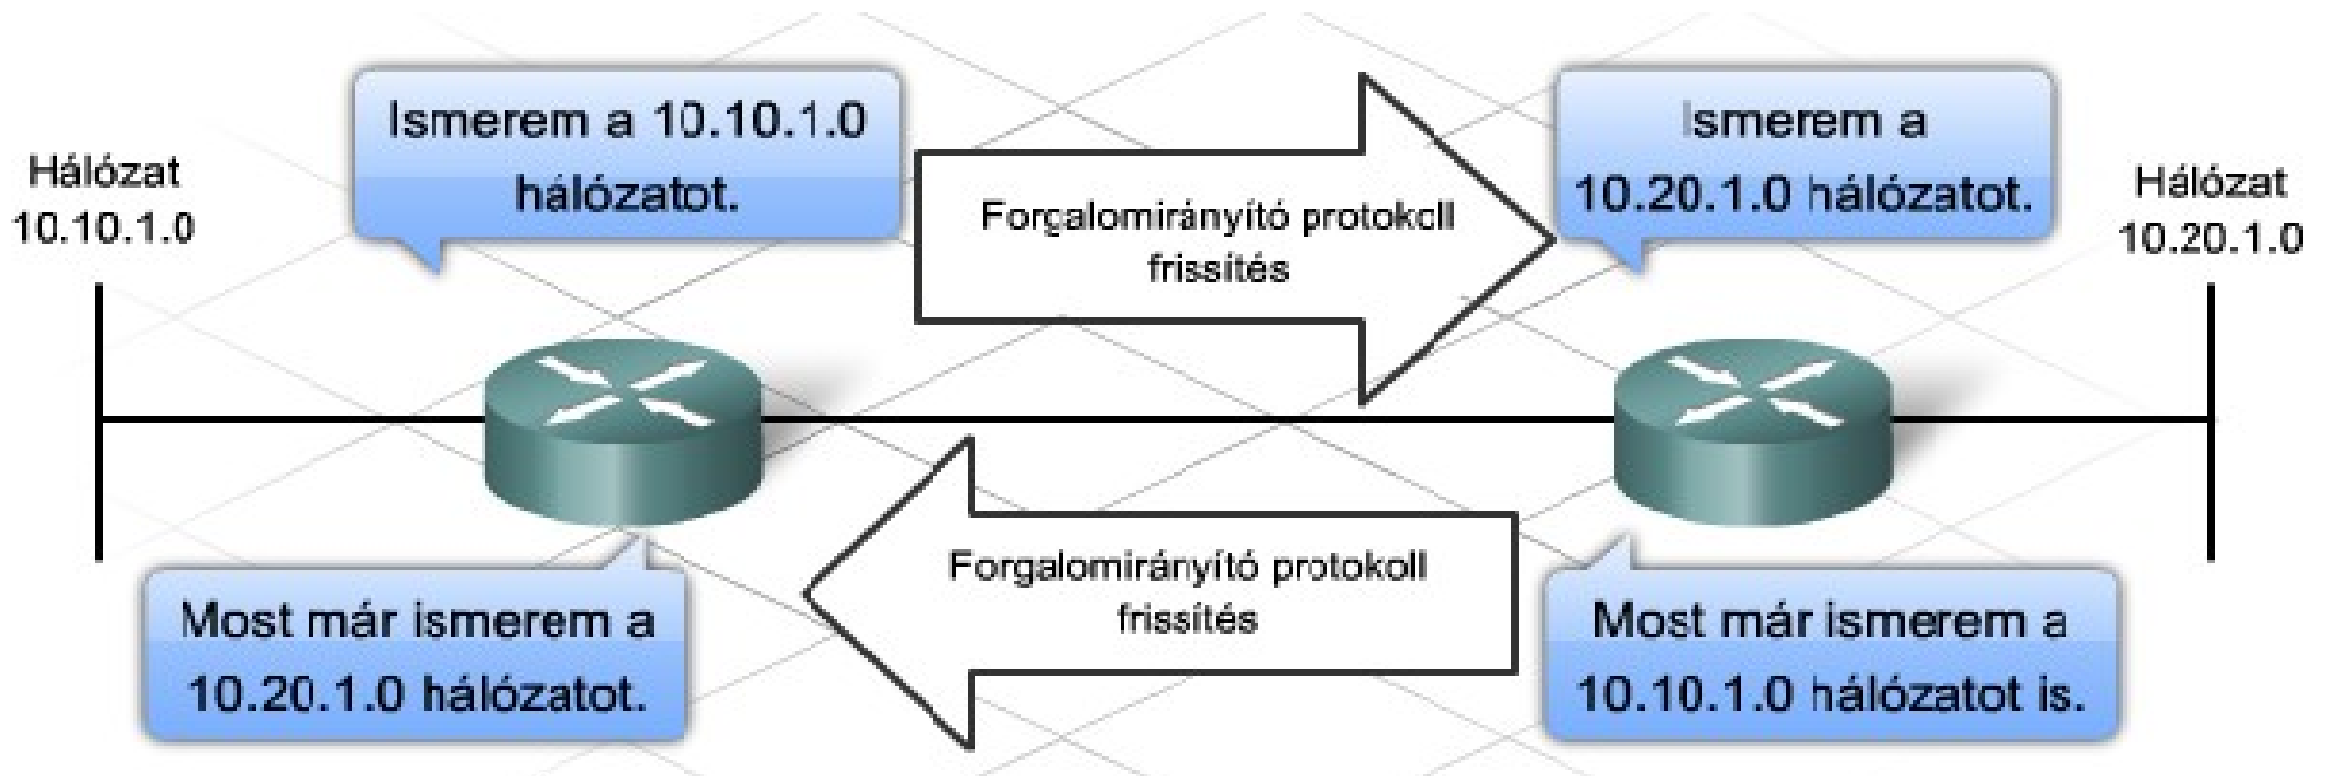 Hálózat
10.10.1.0
Ismerem a 10.10.1.0
hálózatot.
Forgalomirányító protokoll
frissítés
Ismerem a
10.20.1.0 hálózatot.
Hálózat
10.20.1.0
Most már ismerem a
10.20.1.0 hálózatot.
Forgalomirányító protokoll
frissítés
Most már ismerem a
10.10.1.0 hálózatot is.